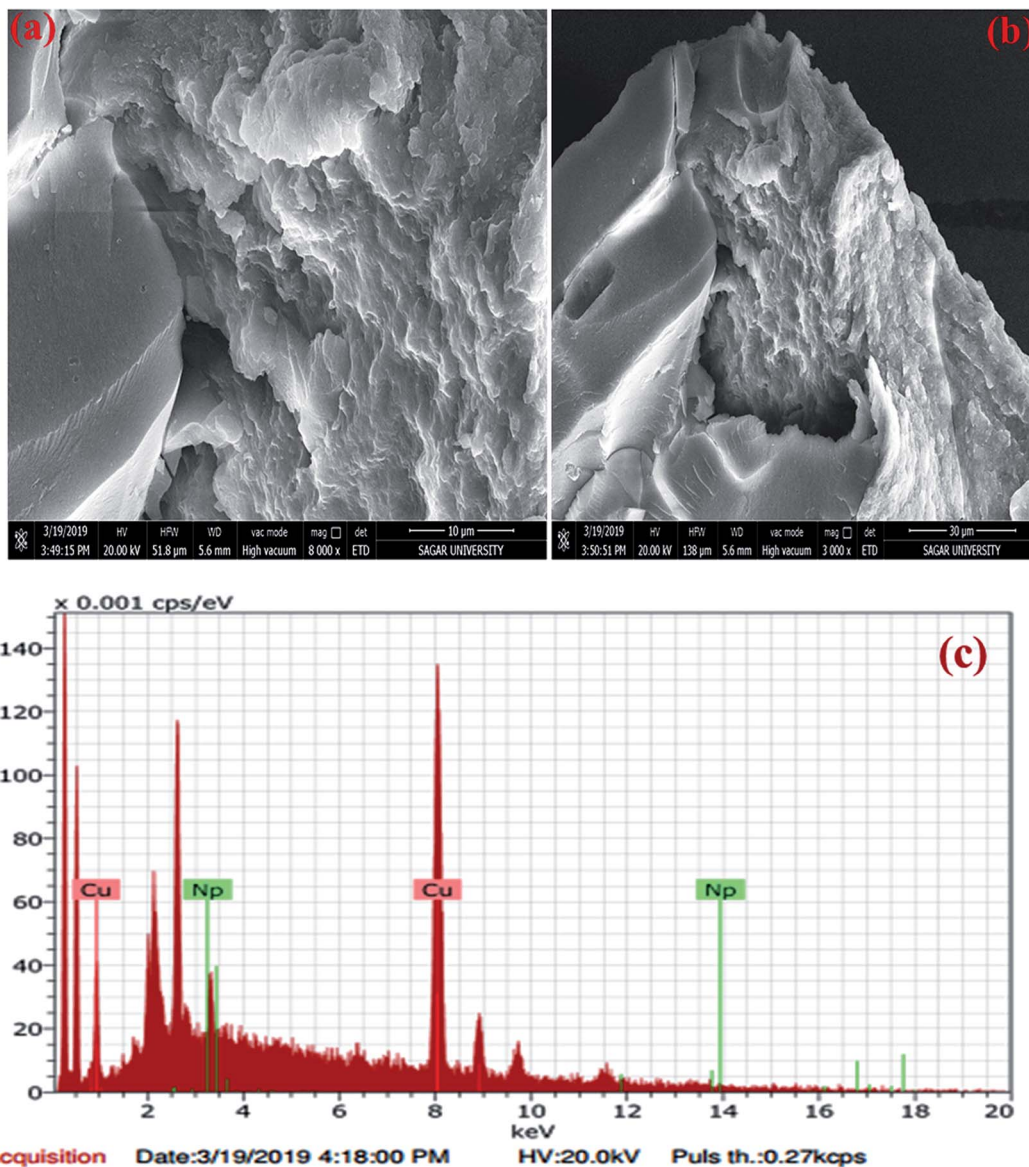 (a)
(b)
3/19/2019 HV HFW WD vac mode mag □ det 10 µm
3:49:15 PM 20.00 kV 51.8 µm 5.6 mm High vacuum 8 000 x ETD SAGAR UNIVERSITY
3/19/2019 HV HFW WD vac mode mag □ det 30 µm
3:50:51 PM 20.00 kV 138 µm 5.6 mm High vacuum 3 000 x ETD SAGAR UNIVERSITY
x 0.001 cps/eV
(c)
140
120
100
80
60
40
20
0
Cu Np Cu Np
2 4 6 8 10 12 14 16 18 20
keV
cquisition Date:3/19/2019 4:18:00 PM HV:20.0kV Puls th.:0.27kcps